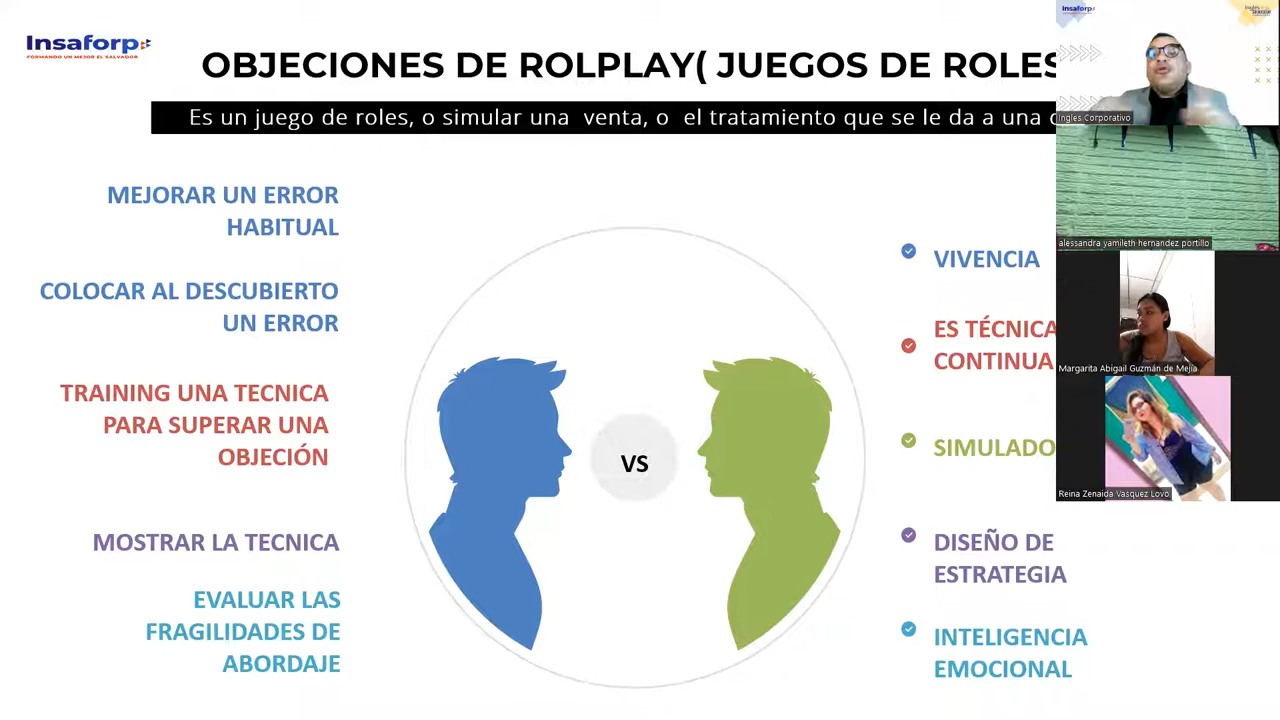 Insaforp
FORMANDO UN MEJOR EL SALVADOR
OBJECIONES DE ROLPLAY( JUEGOS DE ROLES
Es un juego de roles, o simular una venta, o el tratamiento que se le da a una
MEJORAR UN ERROR
HABITUAL
COLOCAR AL DESCUBIERTO
UN ERROR
TRAINING UNA TECNICA
PARA SUPERAR UNA
OBJECIÓN
MOSTRAR LA TECNICA
EVALUAR LAS
FRAGILIDADES DE
ABORDAJE
VS
VIVENCIA
ES TÉCNICA
CONTINUA
SIMULADO
DISEÑO DE
ESTRATEGIA
INTELIGENCIA
EMOCIONAL
Insaforp
Ingles Corporativo
alessandra yamileth hernandez portillo
Margarita Abigail Guzmán de Mejía
Reina Zenaida Vasquez Lovo